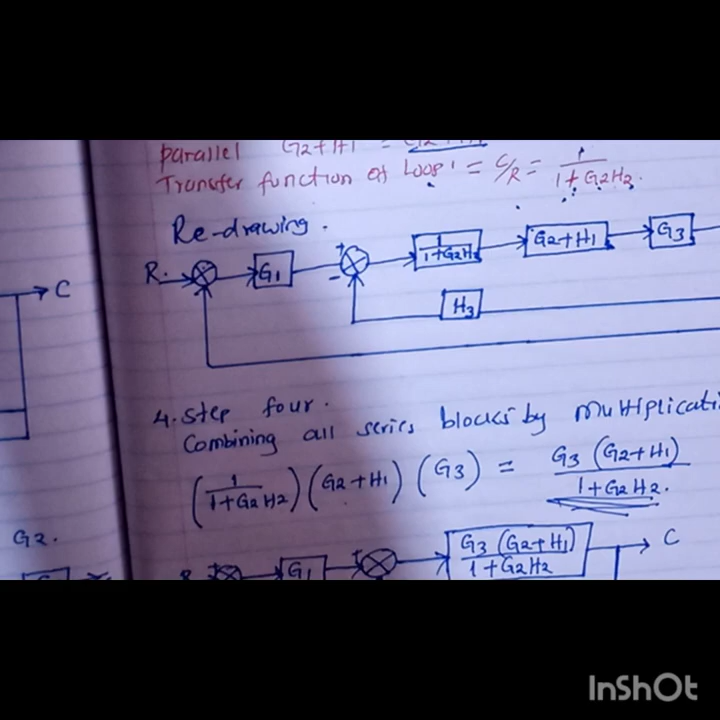 parallel G2+H1 =
Transfer function of Loop 1 = C/R = 1/1+G2H2.
Re-drawing.
R. G1 + - 1/1+G2H2 G2+H1 G3
H3
C
4. Step four.
Combining all series blocks by multiplicati
(1/1+G2H2) (G2+H1) (G3) = G3 (G2+H1)/1+G2H2.
G2.
G1 + G3 (G2+H1)/1+G2H2 C
InShOt